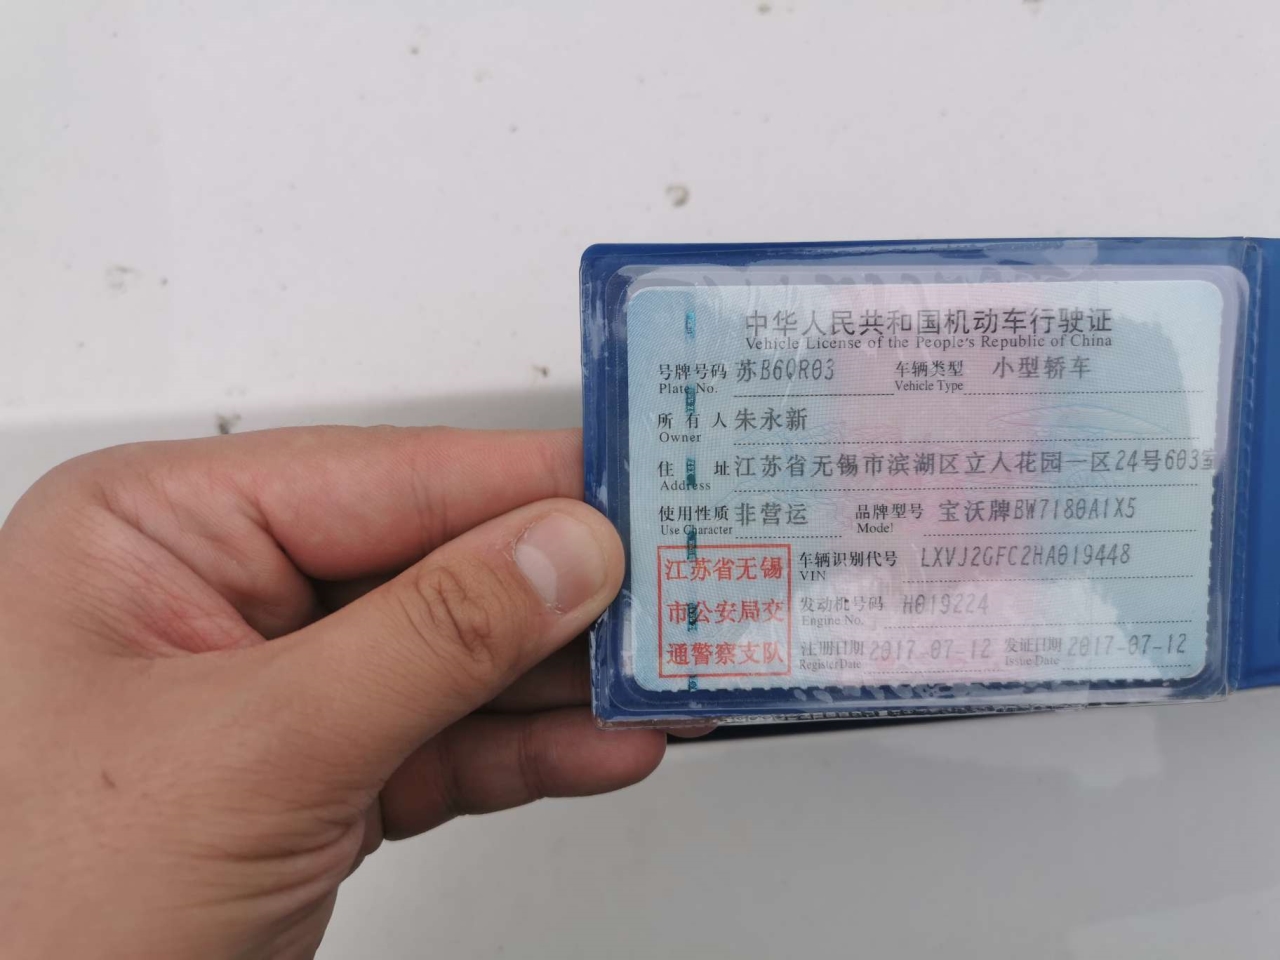 中华人民共和国机动车行驶证
Vehicle License of the People's Republic of China
号牌号码 苏B6QR03 车辆类型 小型轿车
Plate No. Vehicle Type
所有人 朱永新
Owner
住址 江苏省无锡市滨湖区立人花园一区24号603室
Address
使用性质 非营运 品牌型号 宝沃牌BW7180A1X5
Use Character Model
江苏省无锡 车辆识别代号 LXVJ2GFC2HA019448
VIN
市公安局交 发动机号码 H019224
Engine No.
通警察支队 注册日期 2017-07-12 发证日期 2017-07-12
Register Date Issue Date